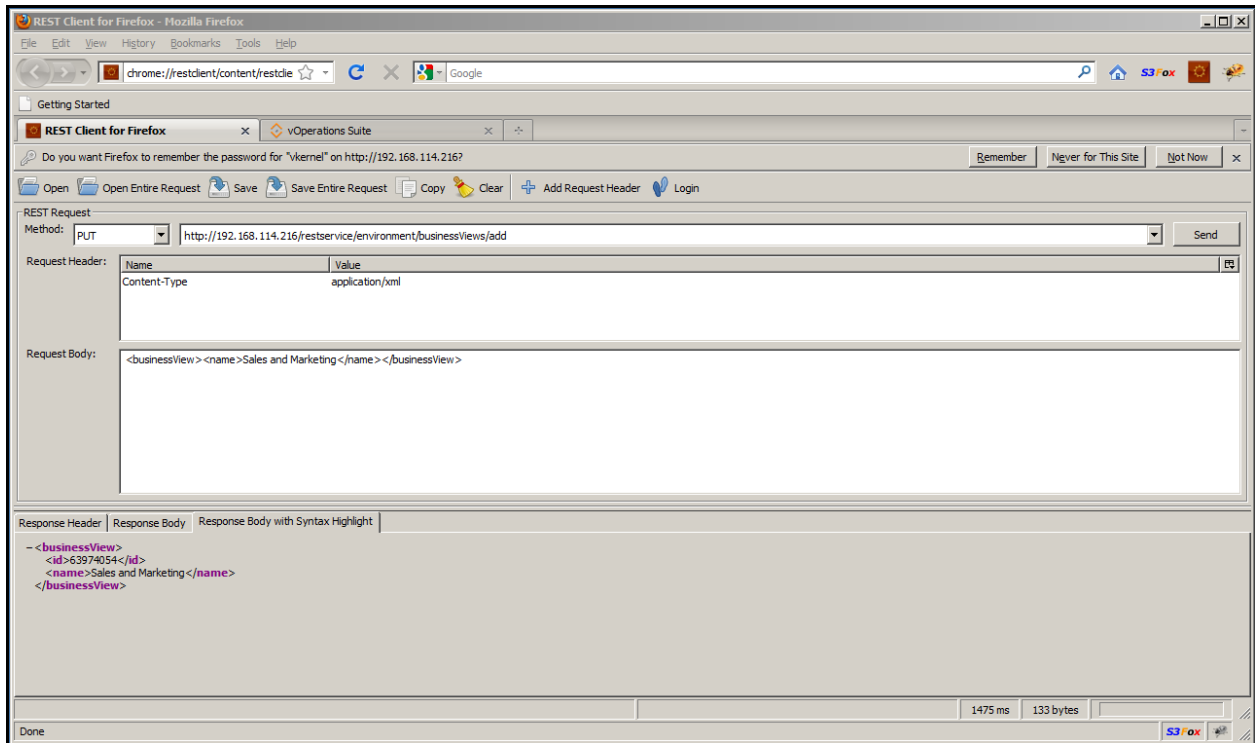 REST Client for Firefox - Mozilla Firefox
File Edit View History Bookmarks Tools Help
chrome://restclient/content/restclie Google S3Fox
Getting Started
REST Client for Firefox vOperations Suite
Do you want Firefox to remember the password for "vkernel" on http://192.168.114.216? Remember Never for This Site Not Now
Open Open Entire Request Save Save Entire Request Copy Clear Add Request Header Login
REST Request
Method: PUT http://192.168.114.216/restservice/environment/businessViews/add Send
Request Header: Name Value
Content-Type application/xml
Request Body: <businessView><name>Sales and Marketing</name></businessView>
Response Header Response Body Response Body with Syntax Highlight
-<businessView>
<id>63974054</id>
<name>Sales and Marketing</name>
</businessView>
1475 ms 133 bytes
Done S3Fox